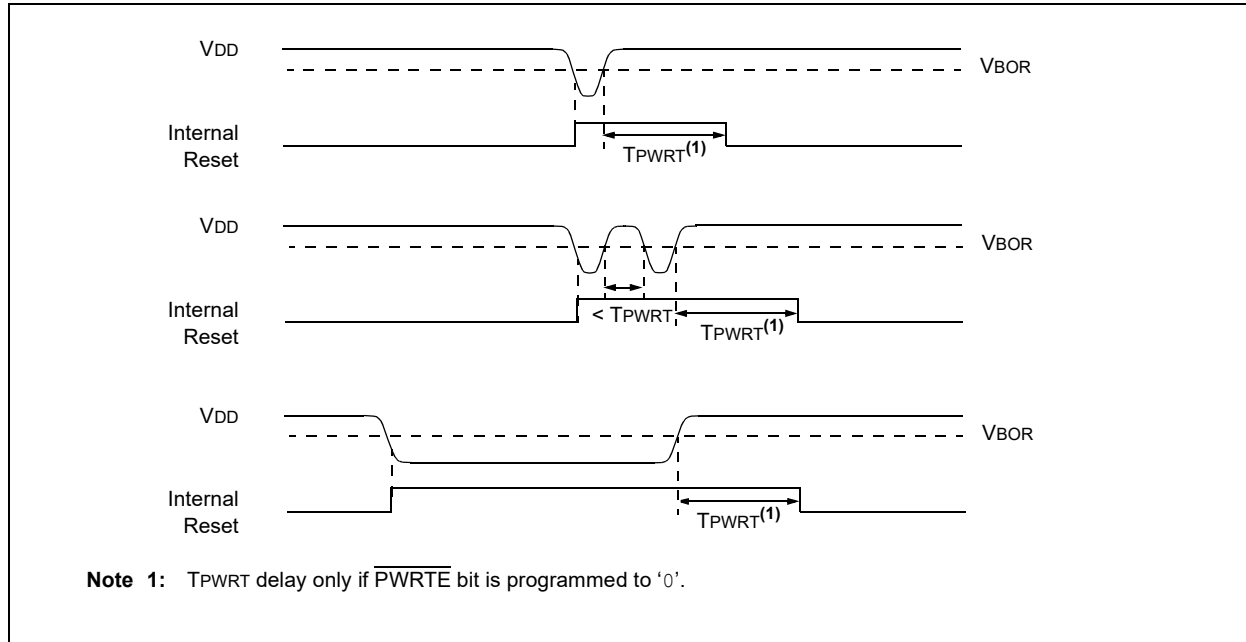 VDD
VBOR
Internal
Reset
TPWRT(1)
VDD
VBOR
Internal
Reset
< TPWRT
TPWRT(1)
VDD
VBOR
Internal
Reset
TPWRT(1)
Note 1: TPWRT delay only if PWRTE bit is programmed to ‘0’.